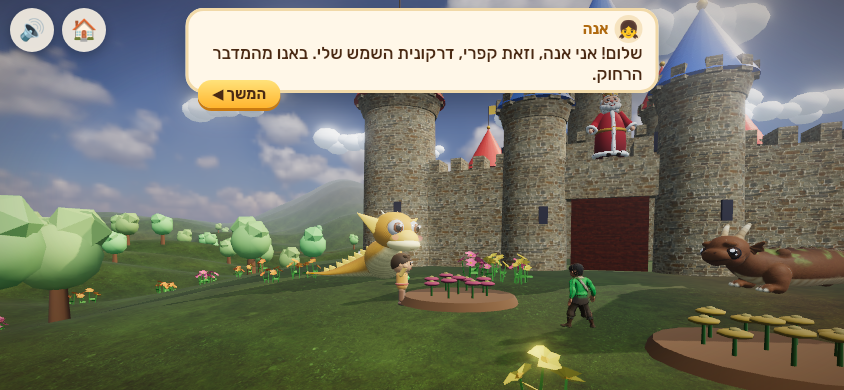 אנה
שלום! אני אנה, וזאת קפרי, דרקונית השמש שלי. באנו מהמדבר
הרחוק.
המשך ◀